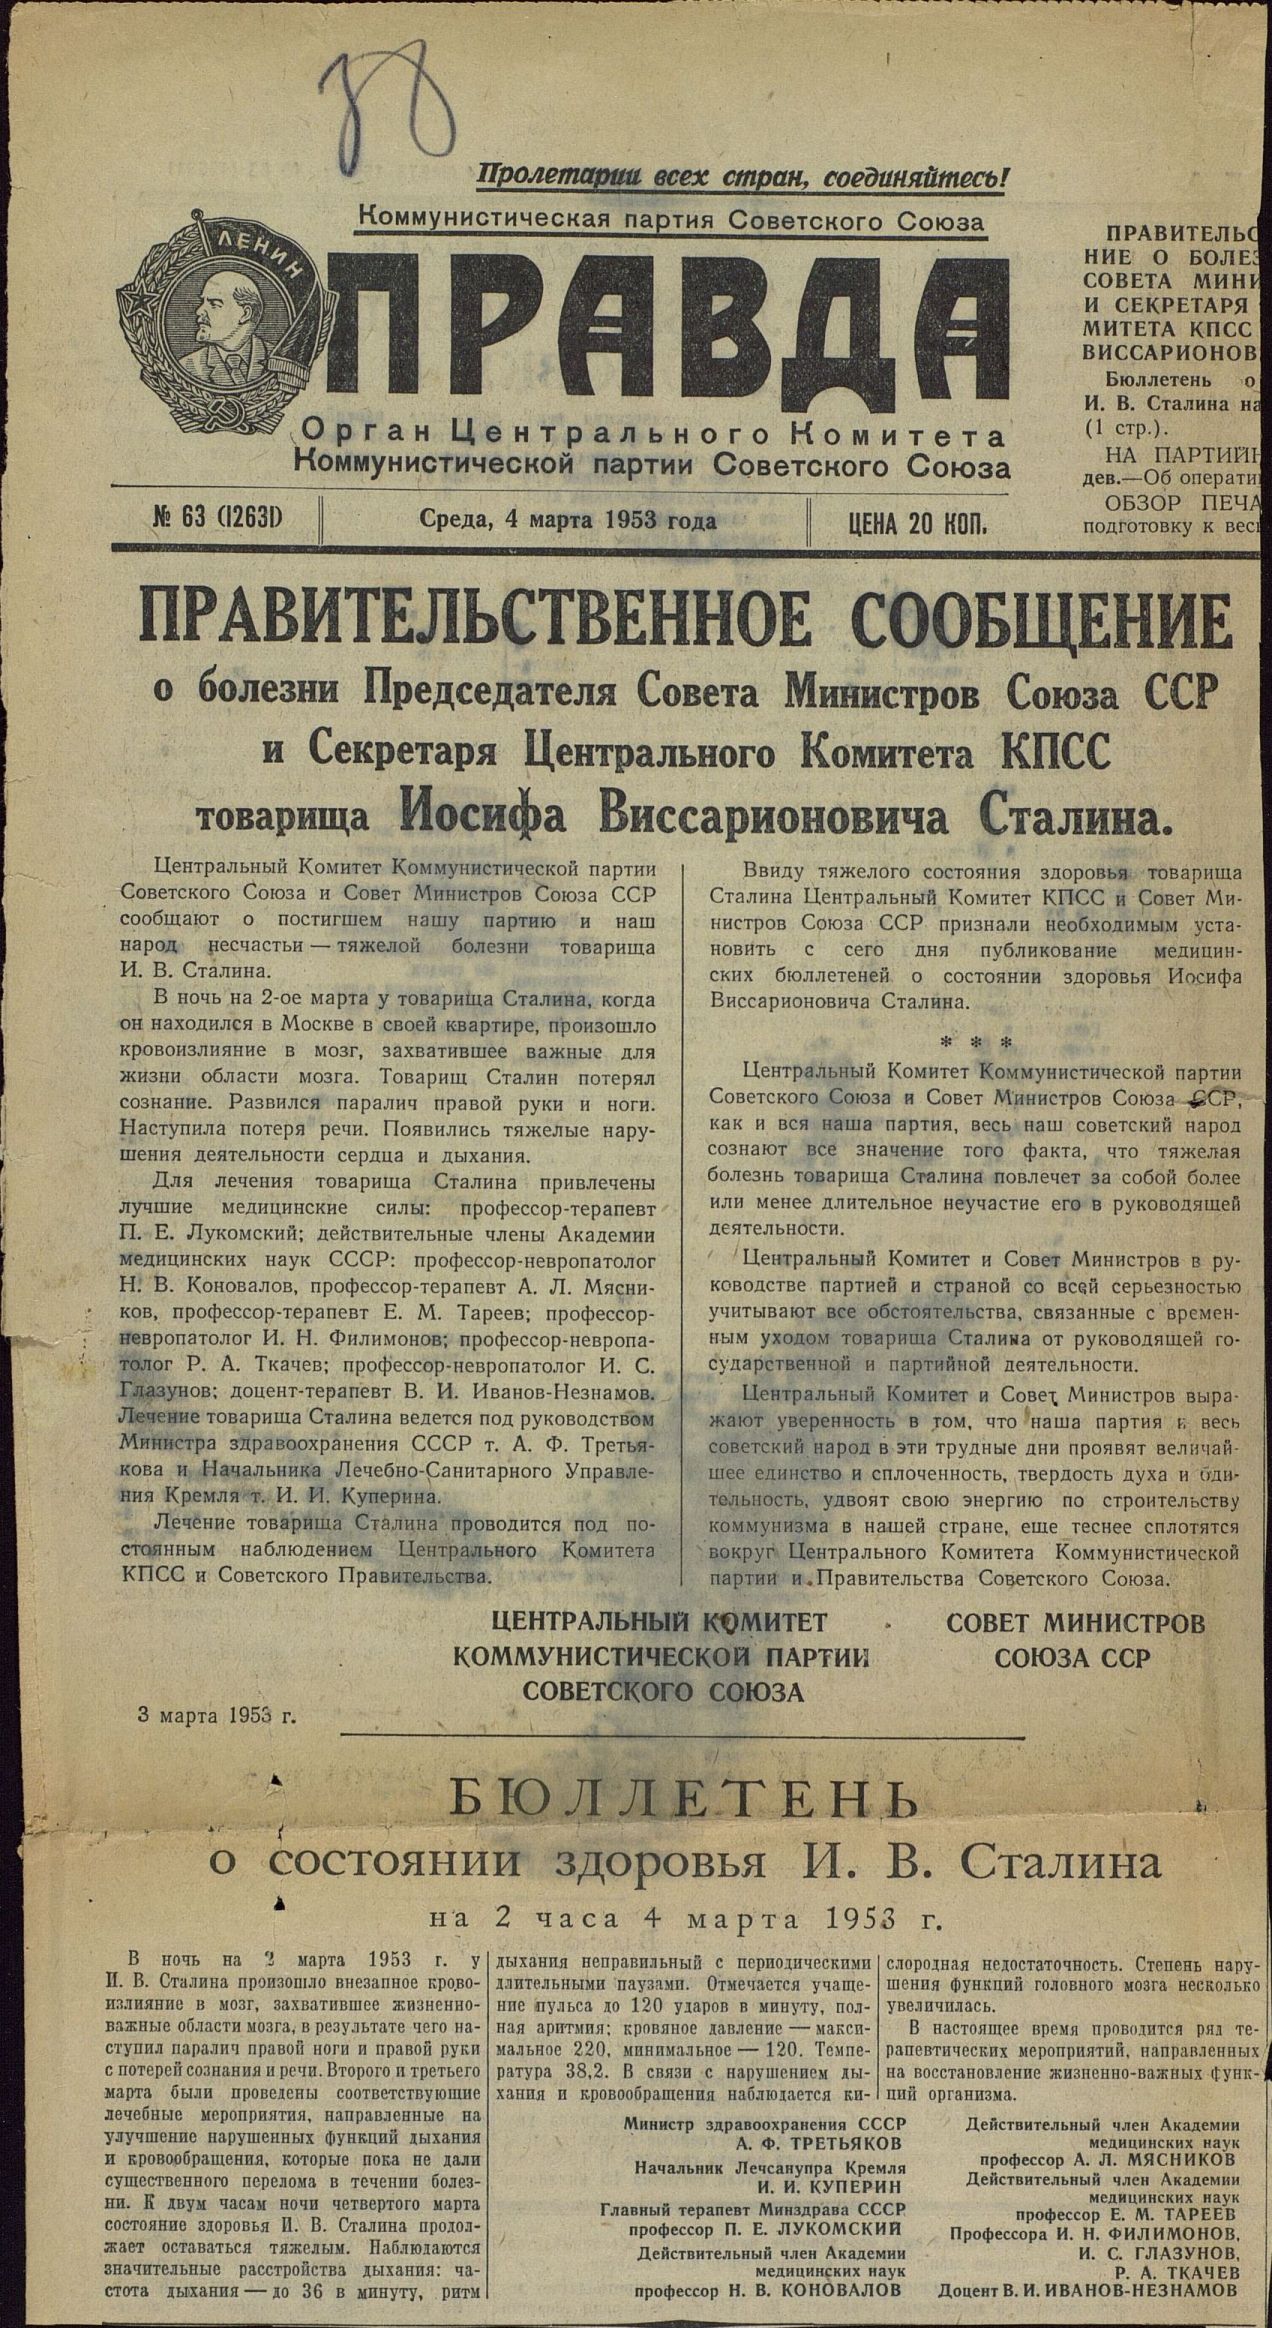 38
Пролетарии всех стран, соединяйтесь!
Коммунистическая партия Советского Союза
ЛЕНИН
ПРАВДА
Орган Центрального Комитета
Коммунистической партии Советского Союза
№ 63 (12631)
Среда, 4 марта 1953 года
ЦЕНА 20 КОП.
ПРАВИТЕЛЬС
НИЕ О БОЛЕЗ
СОВЕТА МИНИ
И СЕКРЕТАРЯ
МИТЕТА КПСС
ВИССАРИОНОВ
Бюллетень о
И. В. Сталина на
(1 стр.).
НА ПАРТИЙН
дев.—Об операти
ОБЗОР ПЕЧА
подготовку к весн
ПРАВИТЕЛЬСТВЕННОЕ СООБЩЕНИЕ
о болезни Председателя Совета Министров Союза ССР
и Секретаря Центрального Комитета КПСС
товарища Иосифа Виссарионовича Сталина.
Центральный Комитет Коммунистической партии
Советского Союза и Совет Министров Союза ССР
сообщают о постигшем нашу партию и наш
народ несчастьи — тяжелой болезни товарища
И. В. Сталина.
В ночь на 2-ое марта у товарища Сталина, когда
он находился в Москве в своей квартире, произошло
кровоизлияние в мозг, захватившее важные для
жизни области мозга. Товарищ Сталин потерял
сознание. Развился паралич правой руки и ноги.
Наступила потеря речи. Появились тяжелые нару-
шения деятельности сердца и дыхания.
Для лечения товарища Сталина привлечены
лучшие медицинские силы: профессор-терапевт
П. Е. Лукомский; действительные члены Академии
медицинских наук СССР: профессор-невропатолог
Н. В. Коновалов, профессор-терапевт А. Л. Мясни-
ков, профессор-терапевт Е. М. Тареев; профессор-
невропатолог И. Н. Филимонов; профессор-невропа-
толог Р. А. Ткачев; профессор-невропатолог И. С.
Глазунов; доцент-терапевт В. И. Иванов-Незнамов.
Лечение товарища Сталина ведется под руководством
Министра здравоохранения СССР т. А. Ф. Третья-
кова и Начальника Лечебно-Санитарного Управле-
ния Кремля т. И. И. Куперина.
Лечение товарища Сталина проводится под по-
стоянным наблюдением Центрального Комитета
КПСС и Советского Правительства.
Ввиду тяжелого состояния здоровья товарища
Сталина Центральный Комитет КПСС и Совет Ми-
нистров Союза ССР признали необходимым уста-
новить с сего дня публикование медицин-
ских бюллетеней о состоянии здоровья Иосифа
Виссарионовича Сталина.
* * *
Центральный Комитет Коммунистической партии
Советского Союза и Совет Министров Союза ССР,
как и вся наша партия, весь наш советский народ
сознают все значение того факта, что тяжелая
болезнь товарища Сталина повлечет за собой более
или менее длительное неучастие его в руководящей
деятельности.
Центральный Комитет и Совет Министров в ру-
ководстве партией и страной со всей серьезностью
учитывают все обстоятельства, связанные с времен-
ным уходом товарища Сталина от руководящей го-
сударственной и партийной деятельности.
Центральный Комитет и Совет Министров выра-
жают уверенность в том, что наша партия и весь
советский народ в эти трудные дни проявят величай-
шее единство и сплоченность, твердость духа и бди-
тельность, удвоят свою энергию по строительству
коммунизма в нашей стране, еще теснее сплотятся
вокруг Центрального Комитета Коммунистической
партии и Правительства Советского Союза.
ЦЕНТРАЛЬНЫЙ КОМИТЕТ
КОММУНИСТИЧЕСКОЙ ПАРТИИ
СОВЕТСКОГО СОЮЗА
СОВЕТ МИНИСТРОВ
СОЮЗА ССР
3 марта 1953 г.
БЮЛЛЕТЕНЬ
о состоянии здоровья И. В. Сталина
на 2 часа 4 марта 1953 г.
В ночь на 2 марта 1953 г. у
И. В. Сталина произошло внезапное крово-
излияние в мозг, захватившее жизненно-
важные области мозга, в результате чего на-
ступил паралич правой ноги и правой руки
с потерей сознания и речи. Второго и третьего
марта были проведены соответствующие
лечебные мероприятия, направленные на
улучшение нарушенных функций дыхания
и кровообращения, которые пока не дали
существенного перелома в течении болез-
ни. К двум часам ночи четвертого марта
состояние здоровья И. В. Сталина продол-
жает оставаться тяжелым. Наблюдаются
значительные расстройства дыхания: ча-
стота дыхания — до 36 в минуту, ритм
дыхания неправильный с периодическими
длительными паузами. Отмечается учаще-
ние пульса до 120 ударов в минуту, пол-
ная аритмия; кровяное давление — макси-
мальное 220, минимальное — 120. Темпе-
ратура 38,2. В связи с нарушением ды-
хания и кровообращения наблюдается ки-
слородная недостаточность. Степень нару-
шения функций головного мозга несколько
увеличилась.
В настоящее время проводится ряд те-
рапевтических мероприятий, направленных
на восстановление жизненно-важных функ-
ций организма.
Министр здравоохранения СССР
А. Ф. ТРЕТЬЯКОВ
Начальник Лечсанупра Кремля
И. И. КУПЕРИН
Главный терапевт Минздрава СССР
профессор П. Е. ЛУКОМСКИЙ
Действительный член Академии
медицинских наук
профессор Н. В. КОНОВАЛОВ
Действительный член Академии
медицинских наук
профессор А. Л. МЯСНИКОВ
Действительный член Академии
медицинских наук
профессор Е. М. ТАРЕЕВ
Профессора И. Н. ФИЛИМОНОВ,
И. С. ГЛАЗУНОВ,
Р. А. ТКАЧЕВ
Доцент В. И. ИВАНОВ-НЕЗНАМОВ